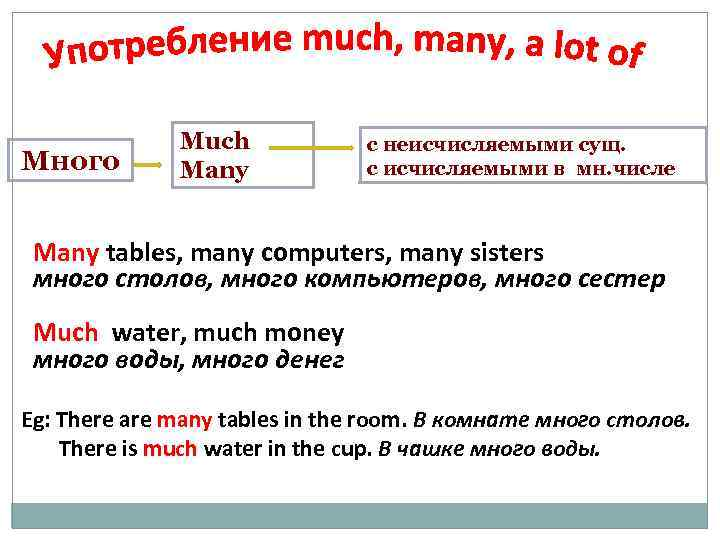 Употребление much, many, a lot of
Много
Much
Many
с неисчисляемыми сущ.
с исчисляемыми в мн.числе
Many tables, many computers, many sisters
много столов, много компьютеров, много сестер
Much water, much money
много воды, много денег
Eg: There are many tables in the room. В комнате много столов.
There is much water in the cup. В чашке много воды.